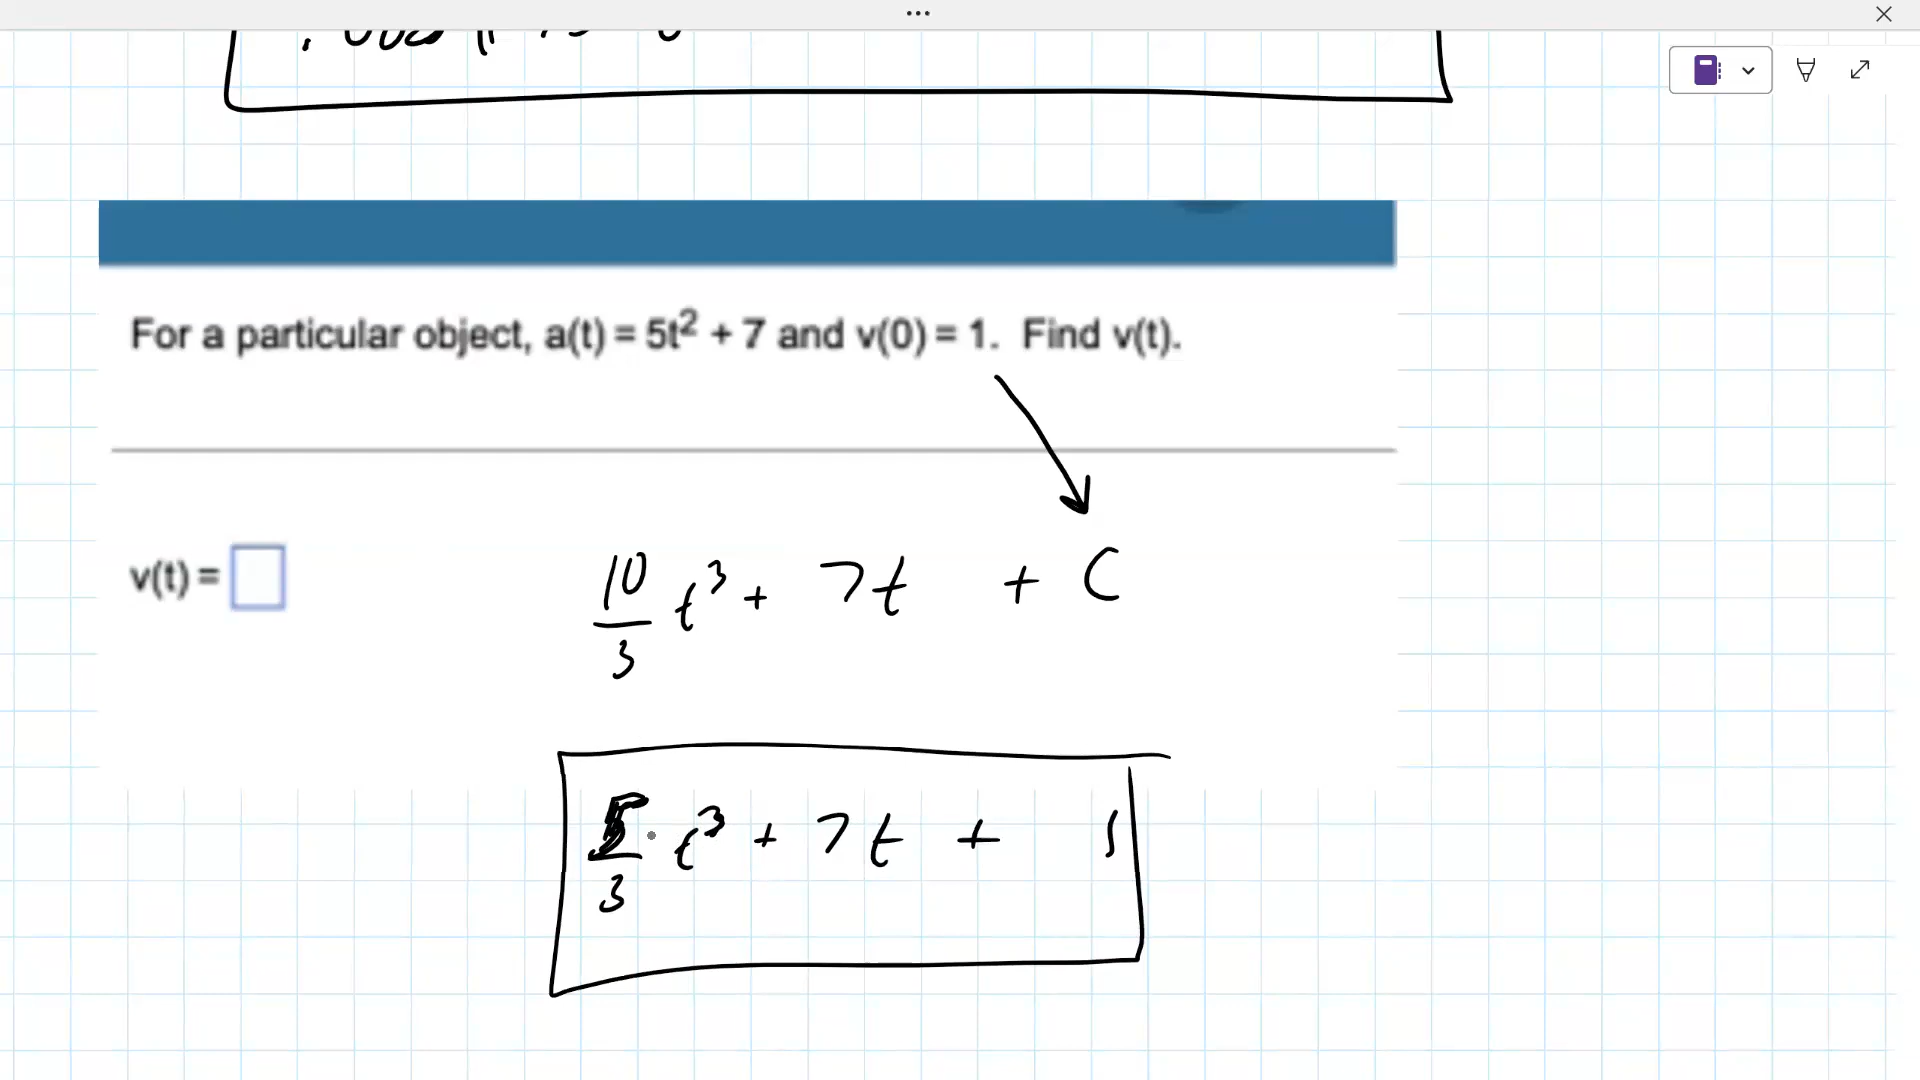 For a particular object, a(t) = 5t² + 7 and v(0) = 1. Find v(t).
v(t) =
10/3 t³ + 7t + C
5/3 t³ + 7t + 1